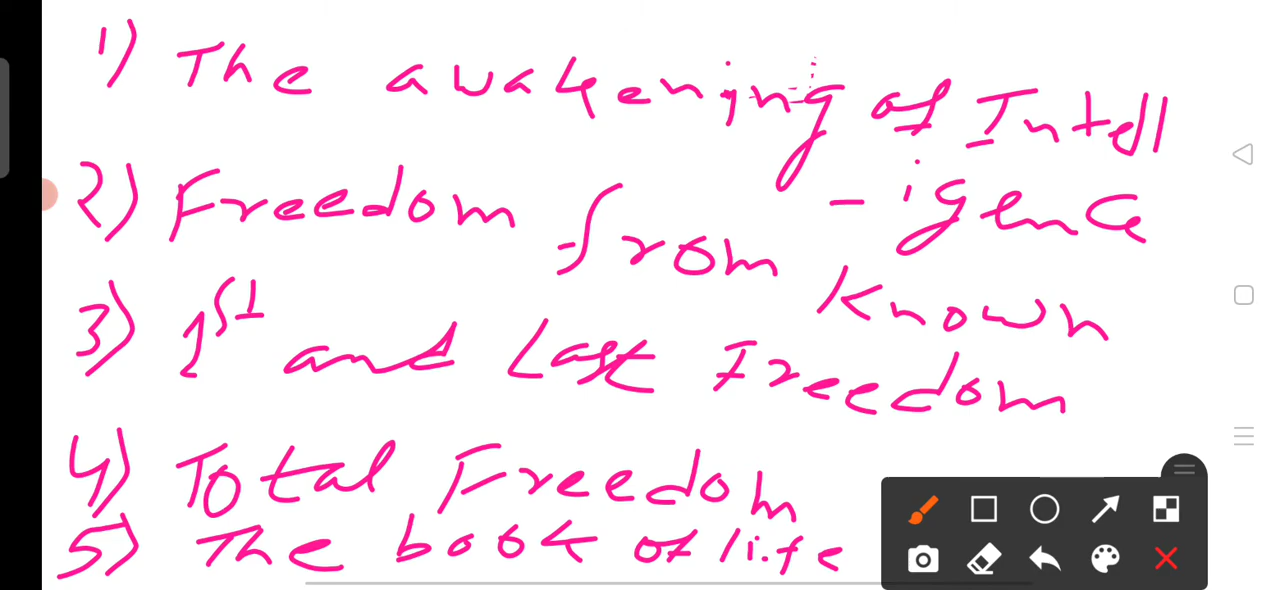 1) The awakening of Intell
-igence
2) Freedom from known
3) 1st and Last Freedom
4) Total Freedom
5) The book of life